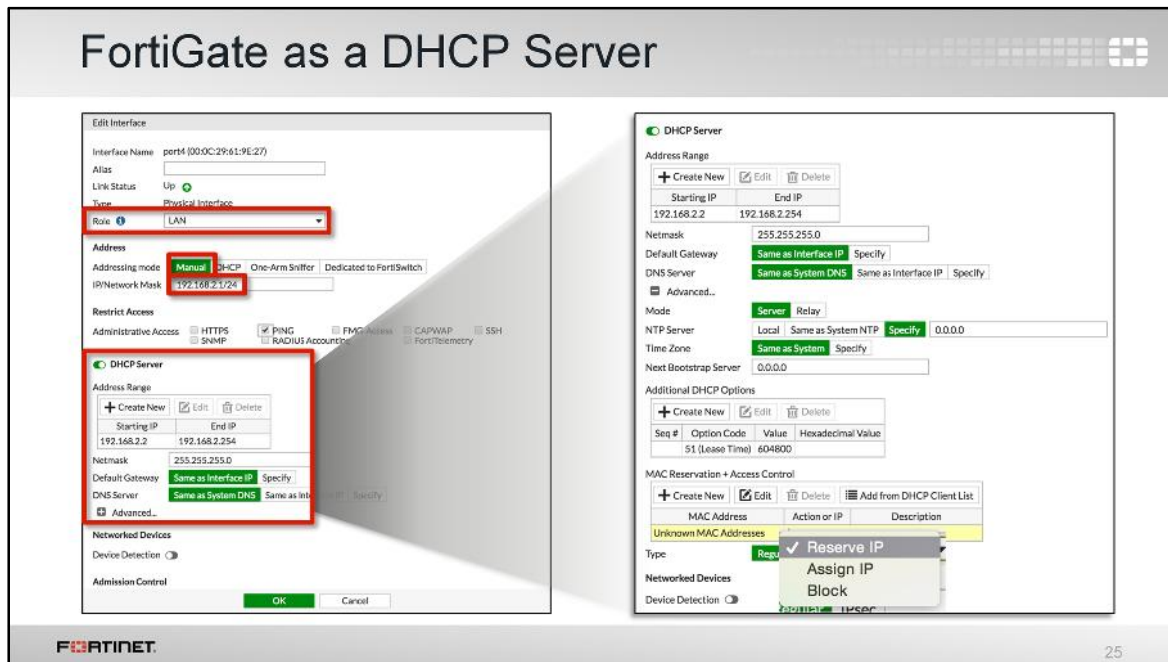 FortiGate as a DHCP Server
Edit Interface
Interface Name port4 (00:0C:29:61:9E:27)
Alias
Link Status Up
Type Physical Interface
Role LAN
Address
Addressing mode Manual DHCP One-Arm Sniffer Dedicated to FortiSwitch
IP/Network Mask 192.168.2.1/24
Restrict Access
Administrative Access HTTPS PING FMG Access CAPWAP SSH
SNMP RADIUS Accounting FortiTelemetry
DHCP Server
Address Range
Create New Edit Delete
Starting IP End IP
192.168.2.2 192.168.2.254
Netmask 255.255.255.0
Default Gateway Same as Interface IP Specify
DNS Server Same as System DNS Same as Interface IP Specify
Advanced...
Networked Devices
Device Detection
Admission Control
OK Cancel
DHCP Server
Address Range
Create New Edit Delete
Starting IP End IP
192.168.2.2 192.168.2.254
Netmask 255.255.255.0
Default Gateway Same as Interface IP Specify
DNS Server Same as System DNS Same as Interface IP Specify
Advanced...
Mode Server Relay
NTP Server Local Same as System NTP Specify 0.0.0.0
Time Zone Same as System Specify
Next Bootstrap Server 0.0.0.0
Additional DHCP Options
Create New Edit Delete
Seq # Option Code Value Hexadecimal Value
51 (Lease Time) 604800
MAC Reservation + Access Control
Create New Edit Delete Add from DHCP Client List
MAC Address Action or IP Description
Unknown MAC Addresses
Type Regu
✓ Reserve IP
Assign IP
Block
Networked Devices
Device Detection
Regular IPsec
FORTINET
25